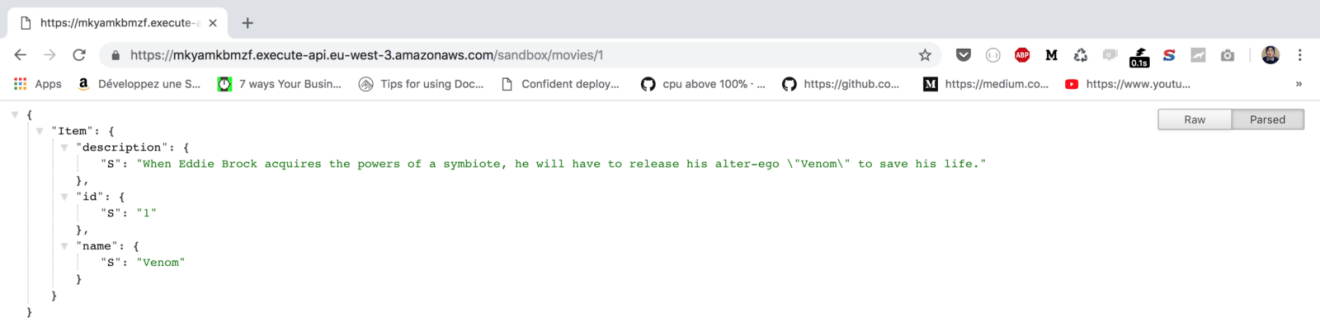 https://mkyamkbmzf.execute-a
https://mkyamkbmzf.execute-api.eu-west-3.amazonaws.com/sandbox/movies/1
ABP
M
0.1s
S
Apps
a Développez une S...
7 ways Your Busin...
Tips for using Doc...
Confident deploy...
cpu above 100% · ...
https://github.co...
M https://medium.co...
https://www.youtu...
»
Raw
Parsed
{
"Item": {
"description": {
"S": "When Eddie Brock acquires the powers of a symbiote, he will have to release his alter-ego \"Venom\" to save his life."
},
"id": {
"S": "1"
},
"name": {
"S": "Venom"
}
}
}